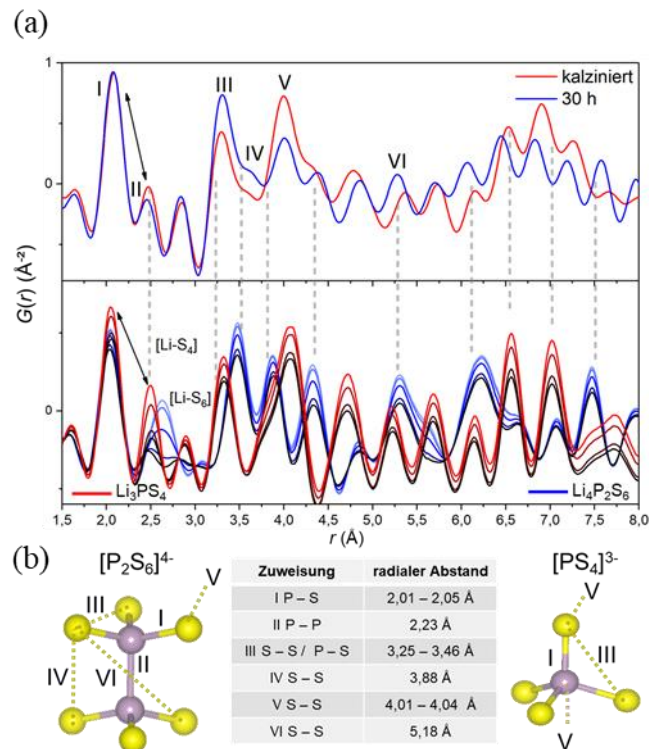 (a)
I
II
III
IV
V
VI
kalziniert
30 h
1
0
G(r) (Å⁻²)
[Li-S₄]
[Li-S₆]
0
Li₃PS₄
Li₄P₂S₆
1,5 2,0 2,5 3,0 3,5 4,0 4,5 5,0 5,5 6,0 6,5 7,0 7,5 8,0
r (Å)
(b)
[P₂S₆]⁴⁻
V
III
I
II
IV
VI
Zuweisung radialer Abstand
I P – S 2,01 – 2,05 Å
II P – P 2,23 Å
III S – S / P – S 3,25 – 3,46 Å
IV S – S 3,88 Å
V S – S 4,01 – 4,04 Å
VI S – S 5,18 Å
[PS₄]³⁻
V
I
III
V